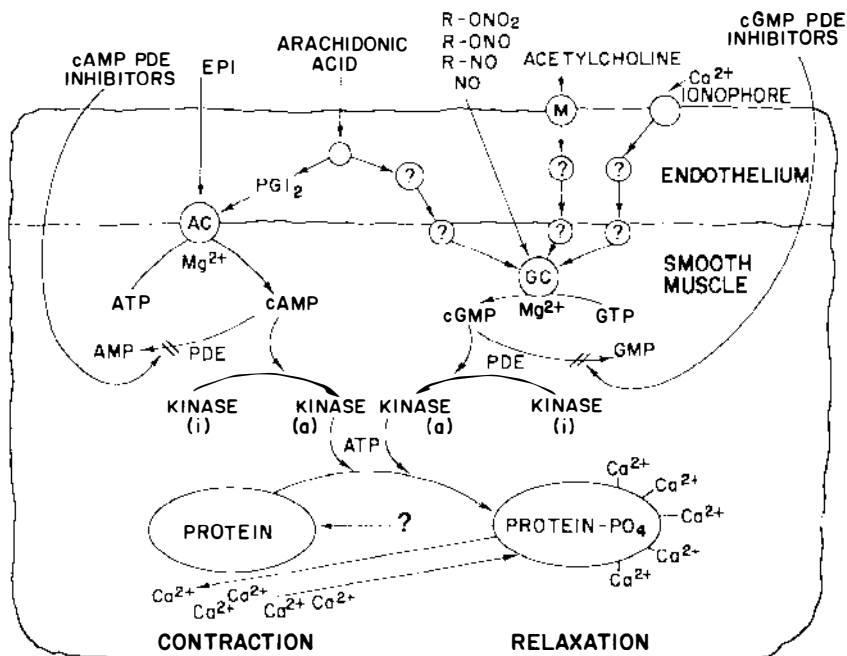 cAMP PDE
INHIBITORS
EPI
ARACHIDONIC
ACID
R-ONO2
R-ONO
R-NO
NO
ACETYLCHOLINE
cGMP PDE
INHIBITORS
Ca2+
IONOPHORE
M
?
?
?
PGI2
ENDOTHELIUM
AC
?
?
?
Mg2+
GC
SMOOTH
MUSCLE
ATP
cAMP
cGMP
Mg2+
GTP
AMP
PDE
PDE
GMP
KINASE
(i)
KINASE
(a)
KINASE
(a)
KINASE
(i)
ATP
PROTEIN
?
PROTEIN-PO4
Ca2+
Ca2+
Ca2+
Ca2+
Ca2+
Ca2+
Ca2+
Ca2+
Ca2+
Ca2+
CONTRACTION
RELAXATION